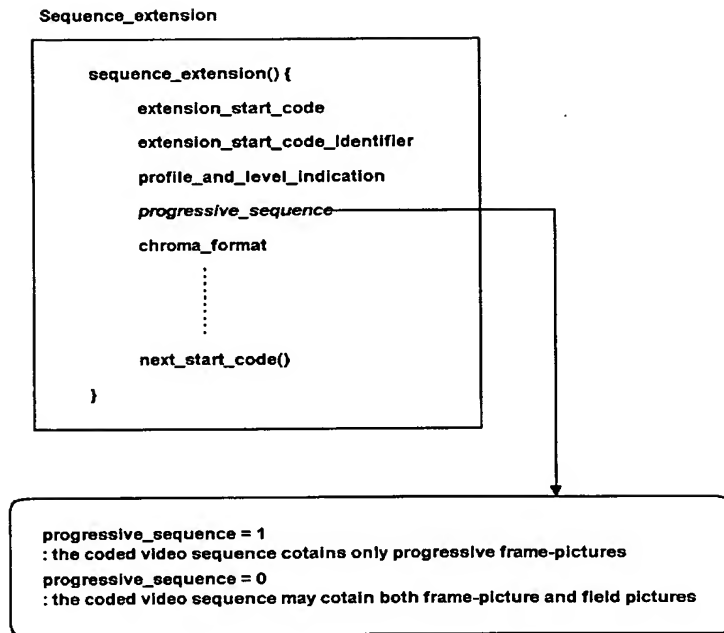 Sequence_extension
sequence_extension() {
extension_start_code
extension_start_code_identifier
profile_and_level_indication
progressive_sequence
chroma_format
next_start_code()
}
progressive_sequence = 1
: the coded video sequence cotains only progressive frame-pictures
progressive_sequence = 0
: the coded video sequence may cotain both frame-picture and field pictures